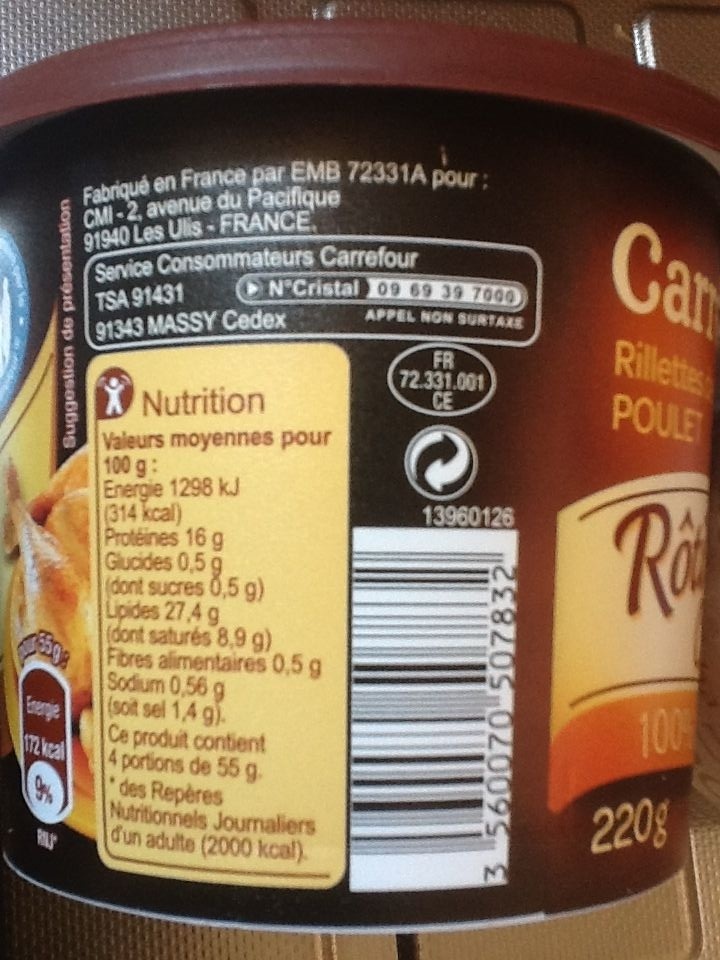 Suggestion de présentation
Fabriqué en France par EMB 72331A pour :
CMI - 2, avenue du Pacifique
91940 Les Ulis - FRANCE.
Service Consommateurs Carrefour
TSA 91431
N°Cristal 09 69 39 7000
91343 MASSY Cedex
APPEL NON SURTAXE
Nutrition
Valeurs moyennes pour
100 g :
Energie 1298 kJ
(314 kcal)
Protéines 16 g
Glucides 0,5 g
(dont sucres 0,5 g)
Lipides 27,4 g
(dont saturés 8,9 g)
Fibres alimentaires 0,5 g
Sodium 0,56 g
(soit sel 1,4 g).
Ce produit contient
4 portions de 55 g.
* des Repères
Nutritionnels Journaliers
d'un adulte (2000 kcal).
pour 55g :
Energie
172 kcal
9%
RNJ*
FR
72.331.001
CE
13960126
3 560070 507832
Carr
Rillettes
POULET
Rôt
100%
220g